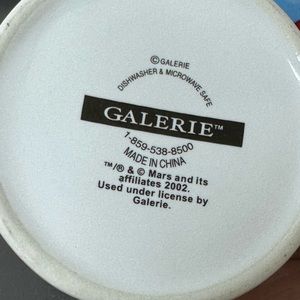 ©GALERIE
DISHWASHER & MICROWAVE SAFE
GALERIE™
1-859-538-8500
MADE IN CHINA
™/® & © Mars and its
affiliates 2002.
Used under license by
Galerie.